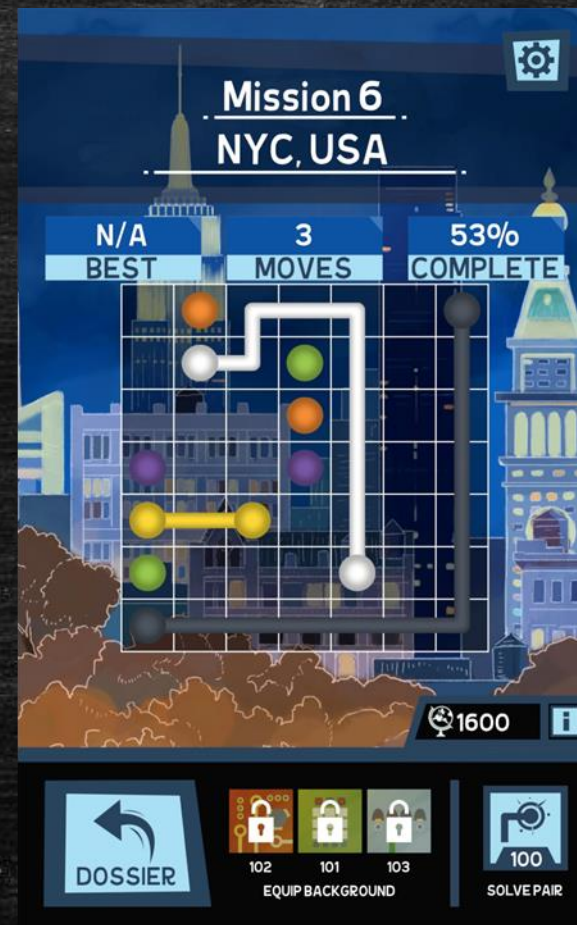 Mission 6
NYC, USA
N/A 3 53%
BEST MOVES COMPLETE
1600 i
DOSSIER
102 101 103
EQUIP BACKGROUND
100
SOLVE PAIR